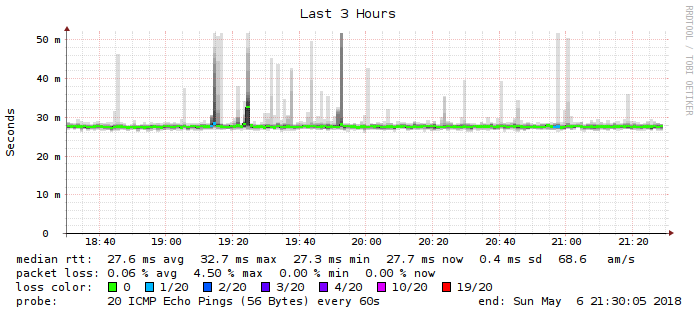 Last 3 Hours
RRDTOOL / TOBI OETIKER
Seconds
50 m
40 m
30 m
20 m
10 m
0
18:40 19:00 19:20 19:40 20:00 20:20 20:40 21:00 21:20
median rtt: 27.6 ms avg 32.7 ms max 27.3 ms min 27.7 ms now 0.4 ms sd 68.6 am/s
packet loss: 0.06 % avg 4.50 % max 0.00 % min 0.00 % now
loss color: 0 1/20 2/20 3/20 4/20 10/20 19/20
probe: 20 ICMP Echo Pings (56 Bytes) every 60s end: Sun May 6 21:30:05 2018